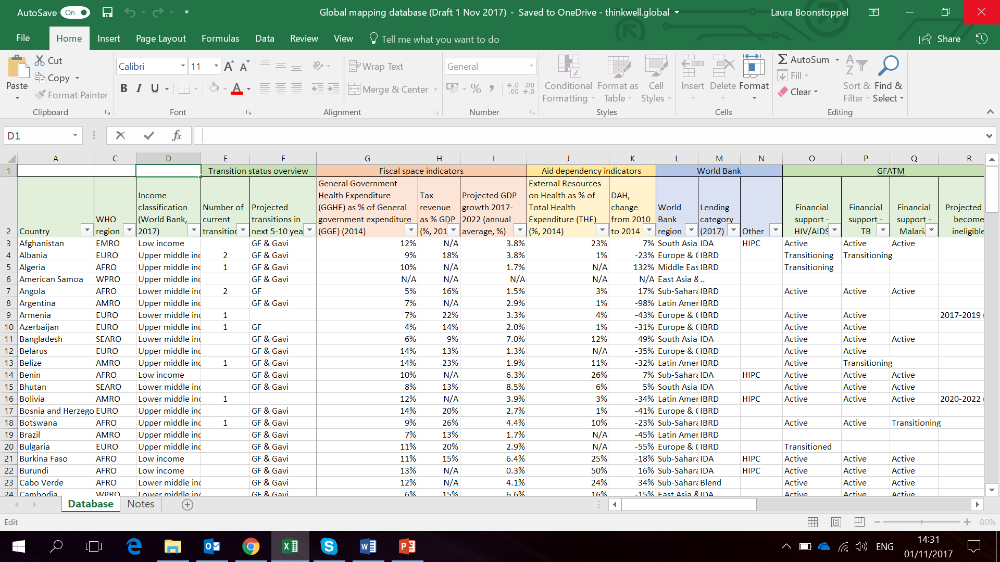 AutoSave On Global mapping database (Draft 1 Nov 2017) - Saved to OneDrive - thinkwell.global Laura Boonstoppel
File Home Insert Page Layout Formulas Data Review View Tell me what you want to do Share
Cut
Copy
Format Painter
Paste
Calibri 11
B I U
Wrap Text
Merge & Center
General
Conditional Formatting
Format as Table
Cell Styles
Insert Delete Format
AutoSum
Fill
Clear
Sort & Filter
Find & Select
Clipboard Font Alignment Number Styles Cells Editing
D1 fx
A C D E F G H I J K L M N O P Q R
1 Transition status overview Fiscal space indicators Aid dependency indicators World Bank GFATM
2 Country
WHO region
Income classification (World Bank, 2017)
Number of current transition
Projected transitions in next 5-10 yea
General Government Health Expenditure (GGHE) as % of General government expenditure (GGE) (2014)
Tax revenue as % GDP (%, 201
Projected GDP growth 2017-2022 (annual average, %)
External Resources on Health as % of Total Health Expenditure (THE) (%, 2014)
DAH, change from 2010 to 2014
World Bank region
Lending category (2017)
Other
Financial support - HIV/AIDS
Financial support - TB
Financial support - Malari
Projected become ineligible
3 Afghanistan EMRO Low income GF & Gavi 12% N/A 3.8% 23% 7% South Asia IDA HIPC Active Active Active
4 Albania EURO Upper middle inc 2 GF & Gavi 9% 18% 3.8% 1% -23% Europe & C IBRD Transitioning Transitioning
5 Algeria AFRO Upper middle inc 1 GF & Gavi 10% N/A 1.7% N/A 132% Middle Eas IBRD Transitioning
6 American Samoa WPRO Upper middle inc GF & Gavi N/A N/A N/A N/A N/A East Asia & ..
7 Angola AFRO Lower middle inc 2 GF 5% 16% 1.5% 3% 17% Sub-Sahara IBRD Active Active Active
8 Argentina AMRO Upper middle inc GF & Gavi 7% N/A 2.9% 1% -98% Latin Amer IBRD
9 Armenia EURO Lower middle inc 1 7% 22% 3.3% 4% -43% Europe & C IBRD Active Active 2017-2019 (
10 Azerbaijan EURO Upper middle inc 1 GF 4% 14% 2.0% 1% -31% Europe & C IBRD Active Active
11 Bangladesh SEARO Lower middle inc GF & Gavi 6% 9% 7.0% 12% 49% South Asia IDA Active Active Active
12 Belarus EURO Upper middle inc GF & Gavi 14% 13% 1.3% N/A -35% Europe & C IBRD Active Active
13 Belize AMRO Upper middle inc 1 GF & Gavi 14% 23% 1.9% 11% -32% Latin Amer IBRD Active Transitioning
14 Benin AFRO Low income GF & Gavi 10% N/A 6.3% 26% 7% Sub-Sahara IDA HIPC Active Active Active
15 Bhutan SEARO Lower middle inc GF & Gavi 8% 13% 8.5% 6% 5% South Asia IDA Active Active Active
16 Bolivia AMRO Lower middle inc 1 12% N/A 3.9% 3% -34% Latin Amer IBRD HIPC Active Active Active 2020-2022 (
17 Bosnia and Herzego EURO Upper middle inc GF & Gavi 14% 20% 2.7% 1% -41% Europe & C IBRD
18 Botswana AFRO Upper middle inc 1 GF & Gavi 9% 26% 4.4% 10% -23% Sub-Sahara IBRD Active Active Transitioning
19 Brazil AMRO Upper middle inc GF & Gavi 7% 13% 1.7% N/A -45% Latin Amer IBRD
20 Bulgaria EURO Upper middle inc GF & Gavi 11% 20% 2.9% N/A -55% Europe & C IBRD Transitioned
21 Burkina Faso AFRO Low income GF & Gavi 11% 15% 6.4% 25% -18% Sub-Sahara IDA HIPC Active Active Active
22 Burundi AFRO Low income GF & Gavi 13% N/A 0.3% 50% 16% Sub-Sahara IDA HIPC Active Active Active
23 Cabo Verde AFRO Lower middle inc GF & Gavi 12% N/A 4.1% 24% 34% Sub-Sahara Blend Active Active Active
24 Cambodia WPRO Lower middle inc GF & Gavi 6% 15% 6.6% 16% -15% East Asia & IDA Active Active Active
Database Notes
Edit 80%
ENG 14:31
01/11/2017